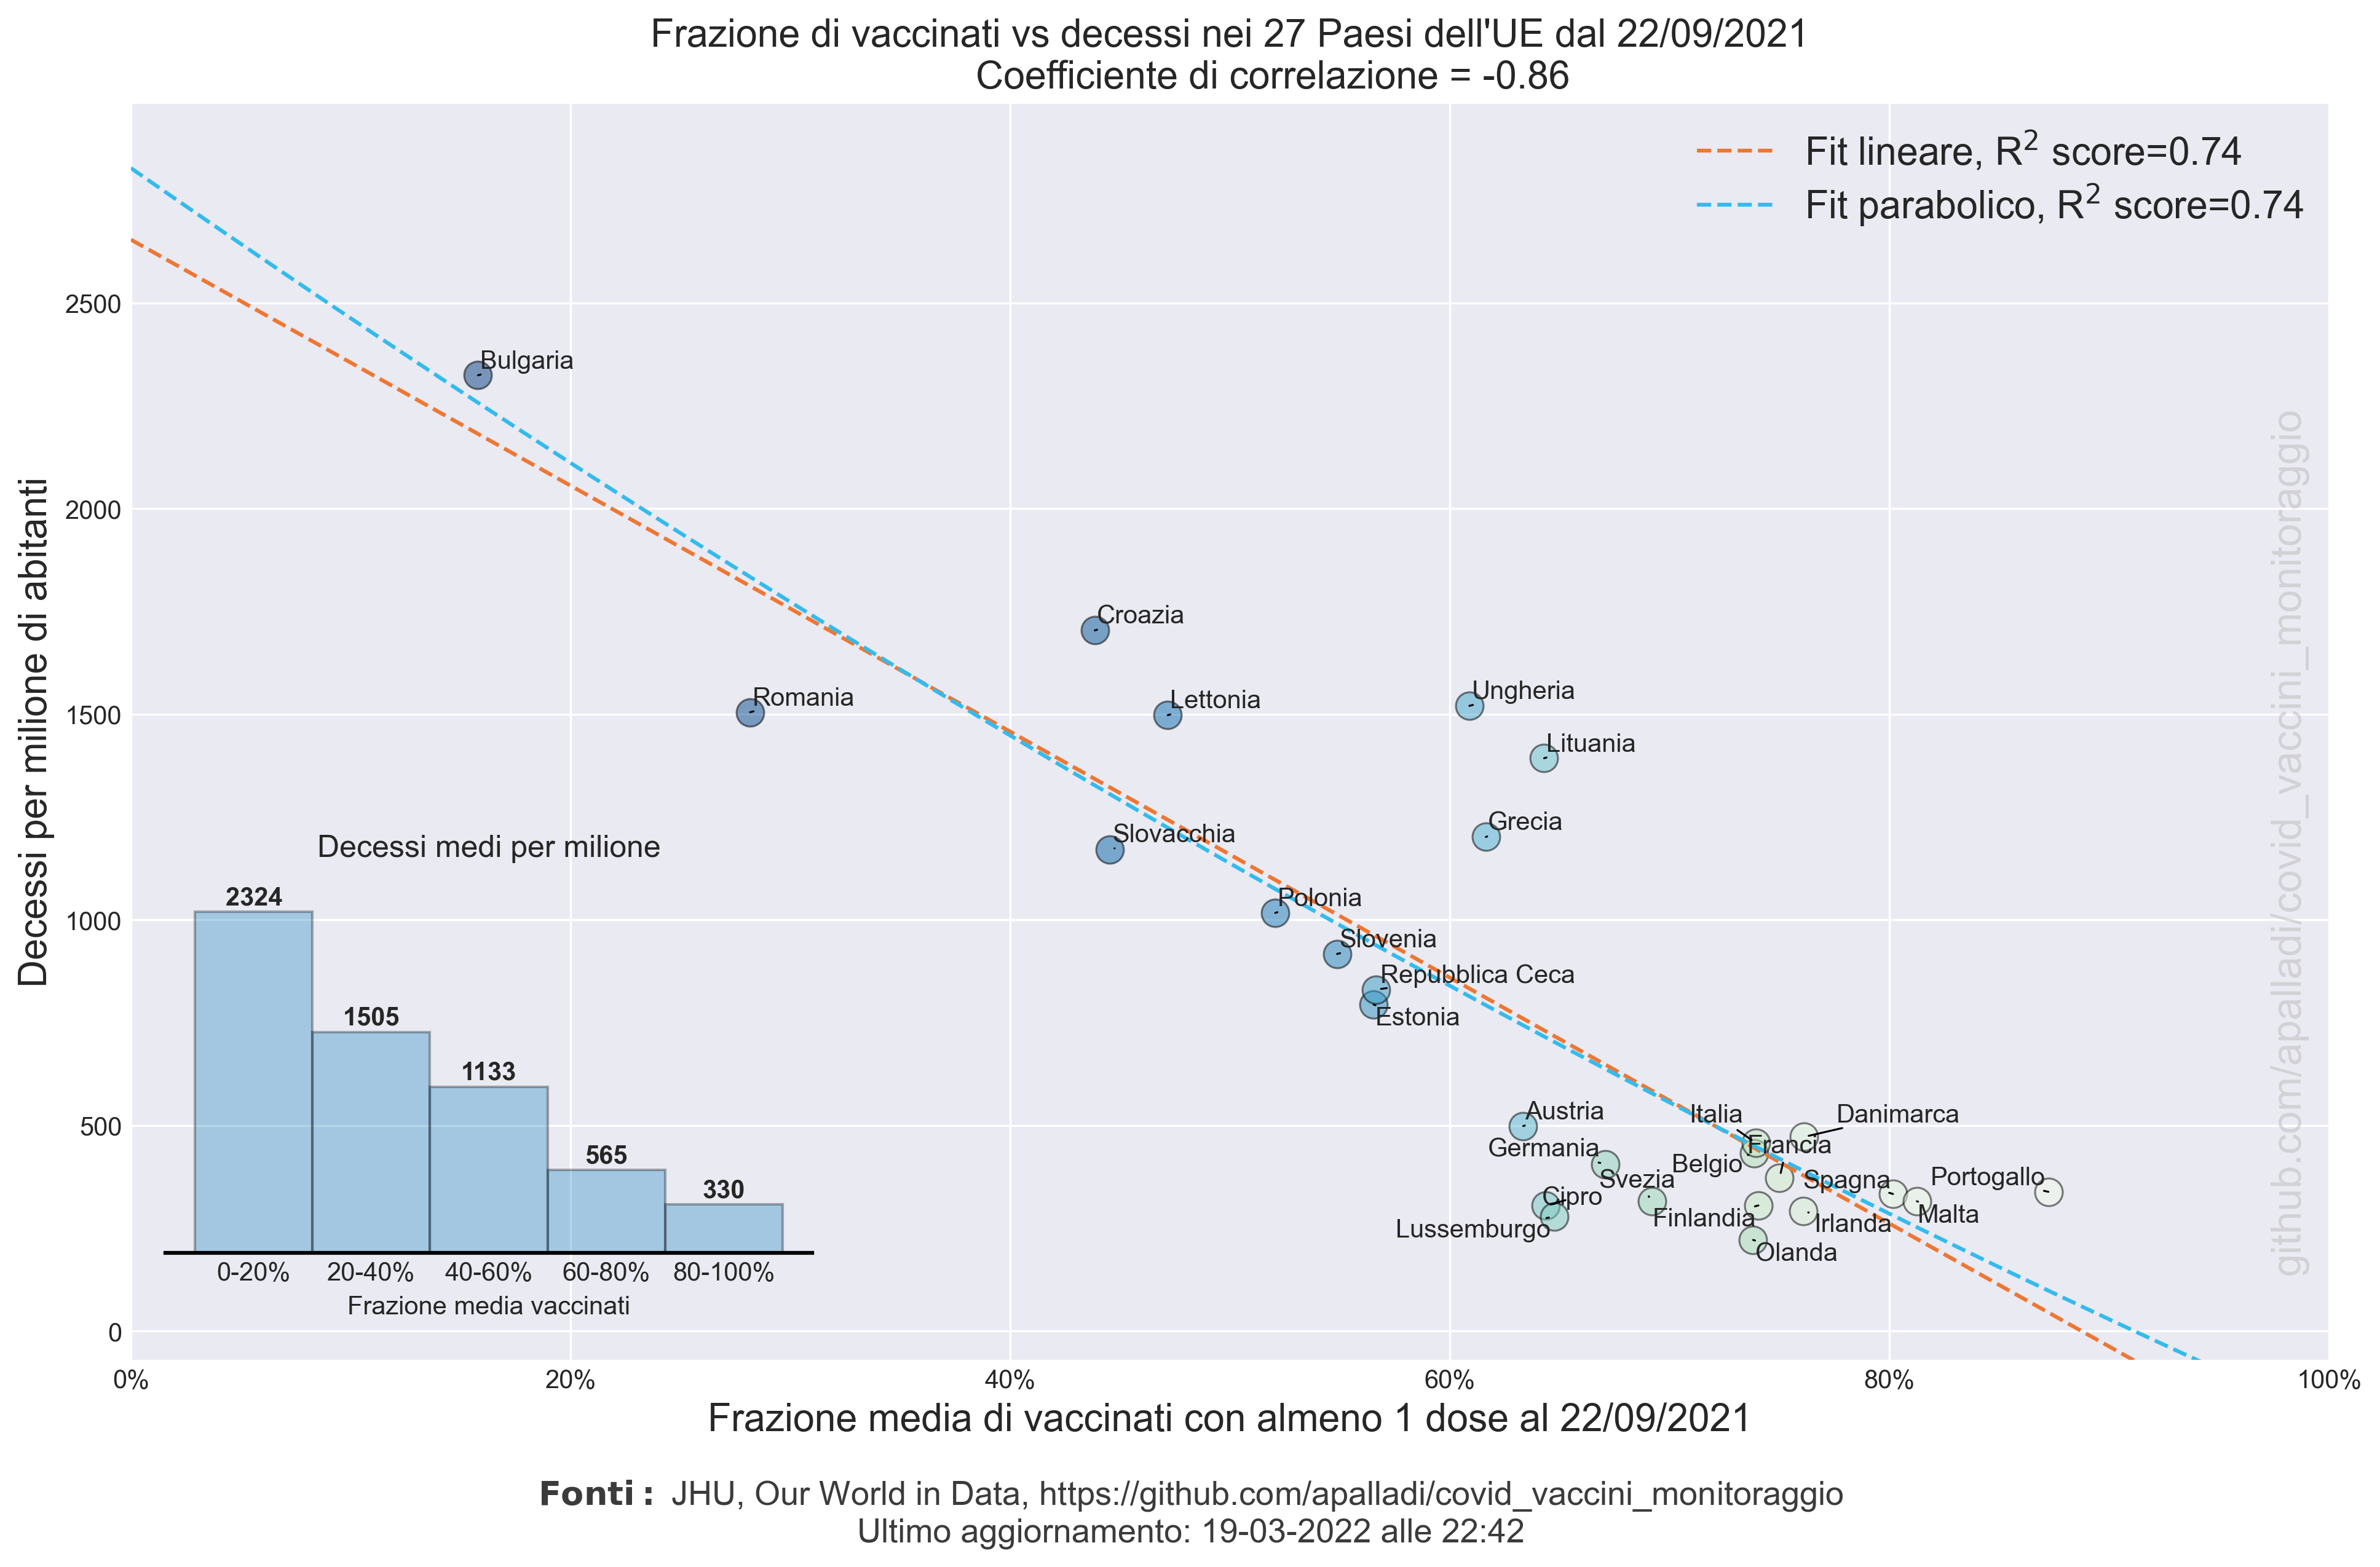 Frazione di vaccinati vs decessi nei 27 Paesi dell'UE dal 22/09/2021
Coefficiente di correlazione = -0.86
Fit lineare, R² score=0.74
Fit parabolico, R² score=0.74
Decessi per milione di abitanti
2500
2000
1500
1000
500
0
Bulgaria
Croazia
Romania
Lettonia
Ungheria
Lituania
Grecia
Slovacchia
Polonia
Slovenia
Repubblica Ceca
Estonia
Austria
Italia
Danimarca
Germania
Francia
Belgio
Svezia
Spagna
Portogallo
Cipro
Lussemburgo
Finlandia
Irlanda
Malta
Olanda
Decessi medi per milione
2324
1505
1133
565
330
0-20%
20-40%
40-60%
60-80%
80-100%
Frazione media vaccinati
github.com/apalladi/covid_vaccini_monitoraggio
0%
20%
40%
60%
80%
100%
Frazione media di vaccinati con almeno 1 dose al 22/09/2021
Fonti: JHU, Our World in Data, https://github.com/apalladi/covid_vaccini_monitoraggio
Ultimo aggiornamento: 19-03-2022 alle 22:42